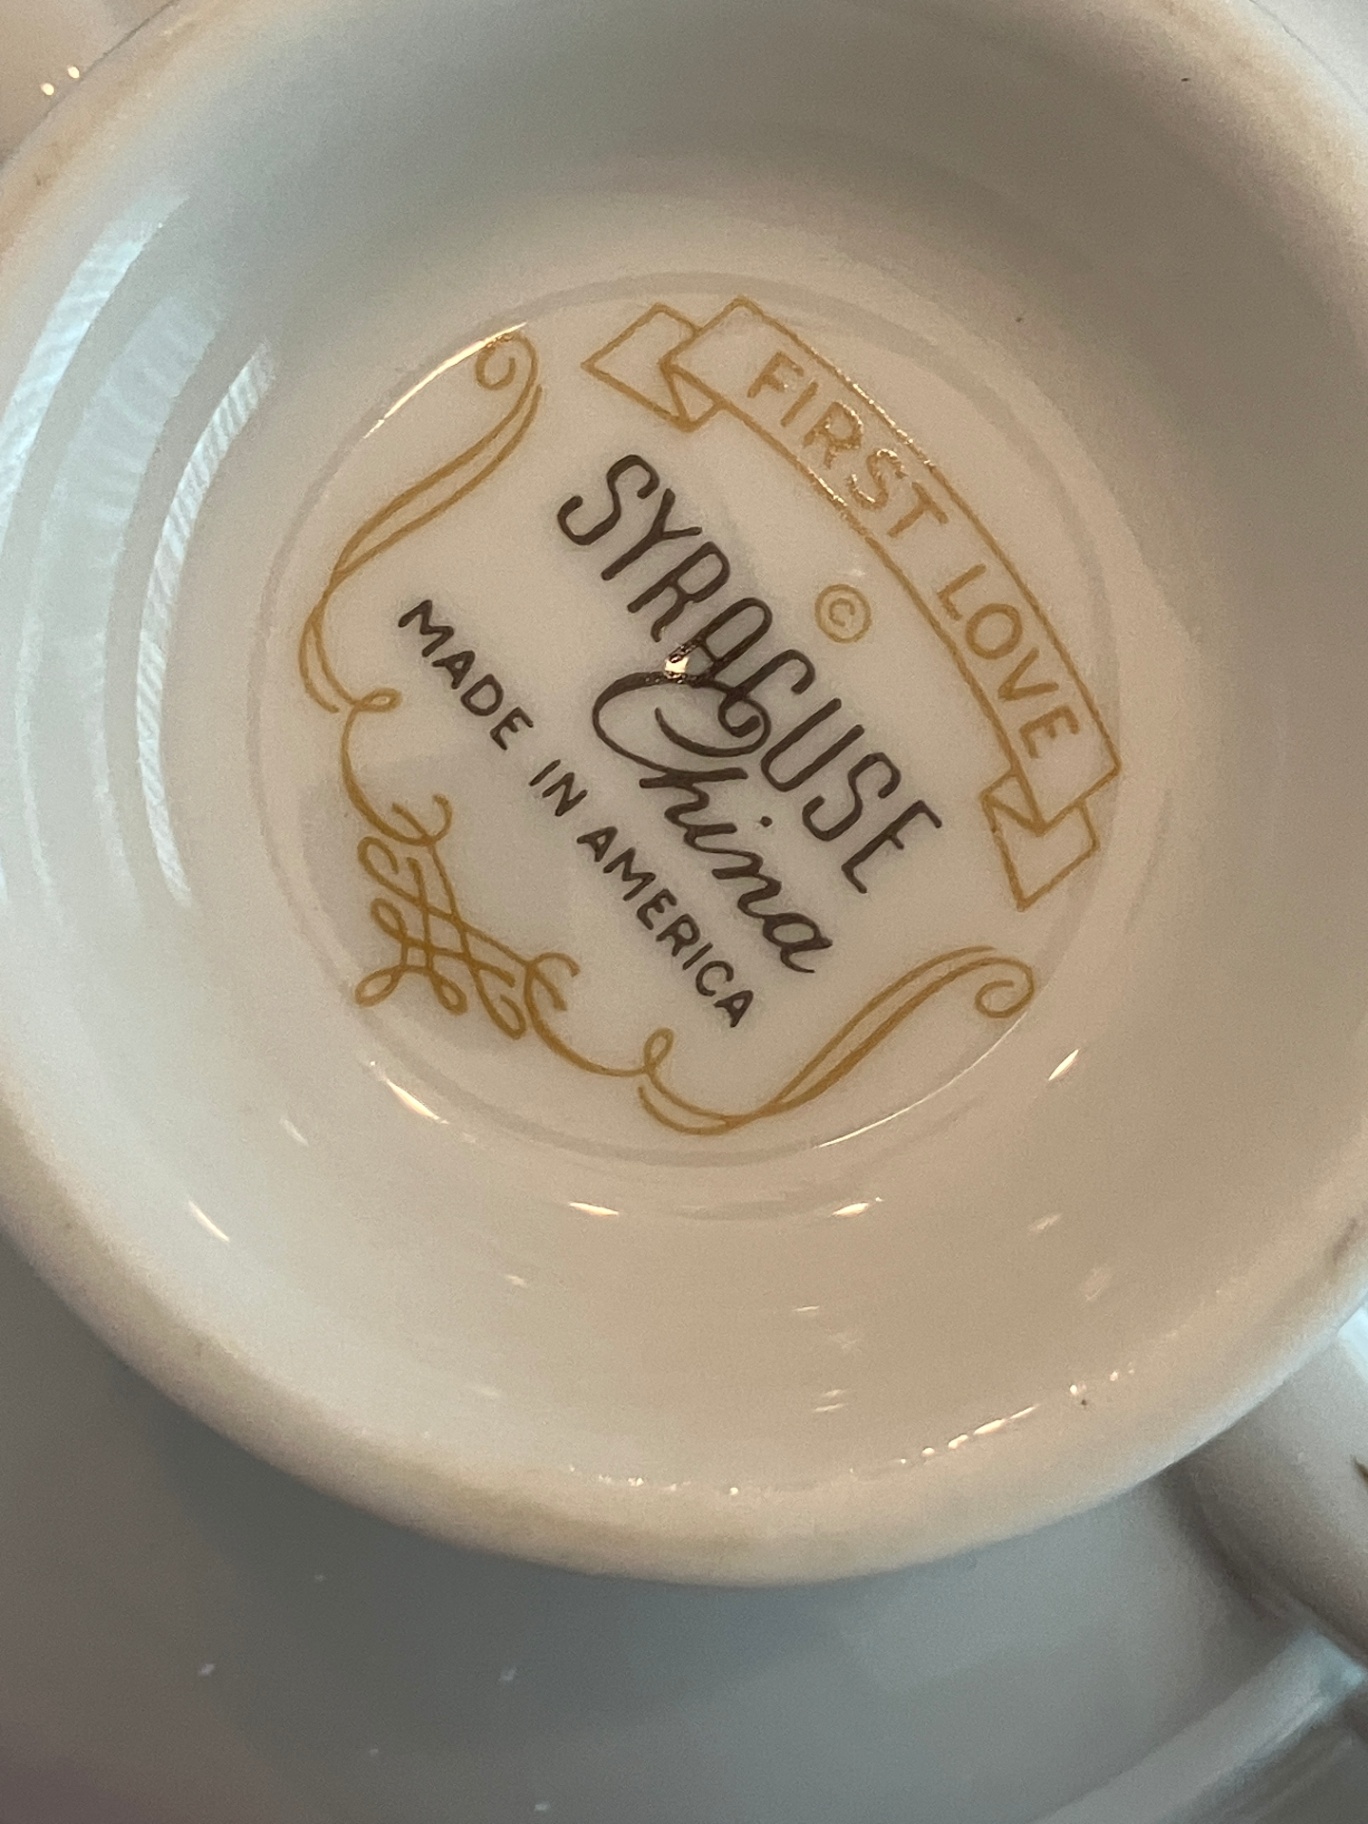 FIRST LOVE
©
SYRACUSE
China
MADE IN AMERICA